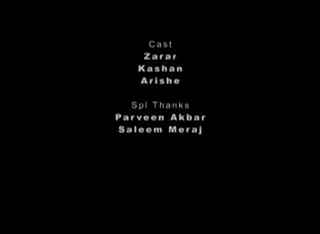 Cast
Zarar
Kashan
Arishe
Spl Thanks
Parveen Akbar
Saleem Meraj